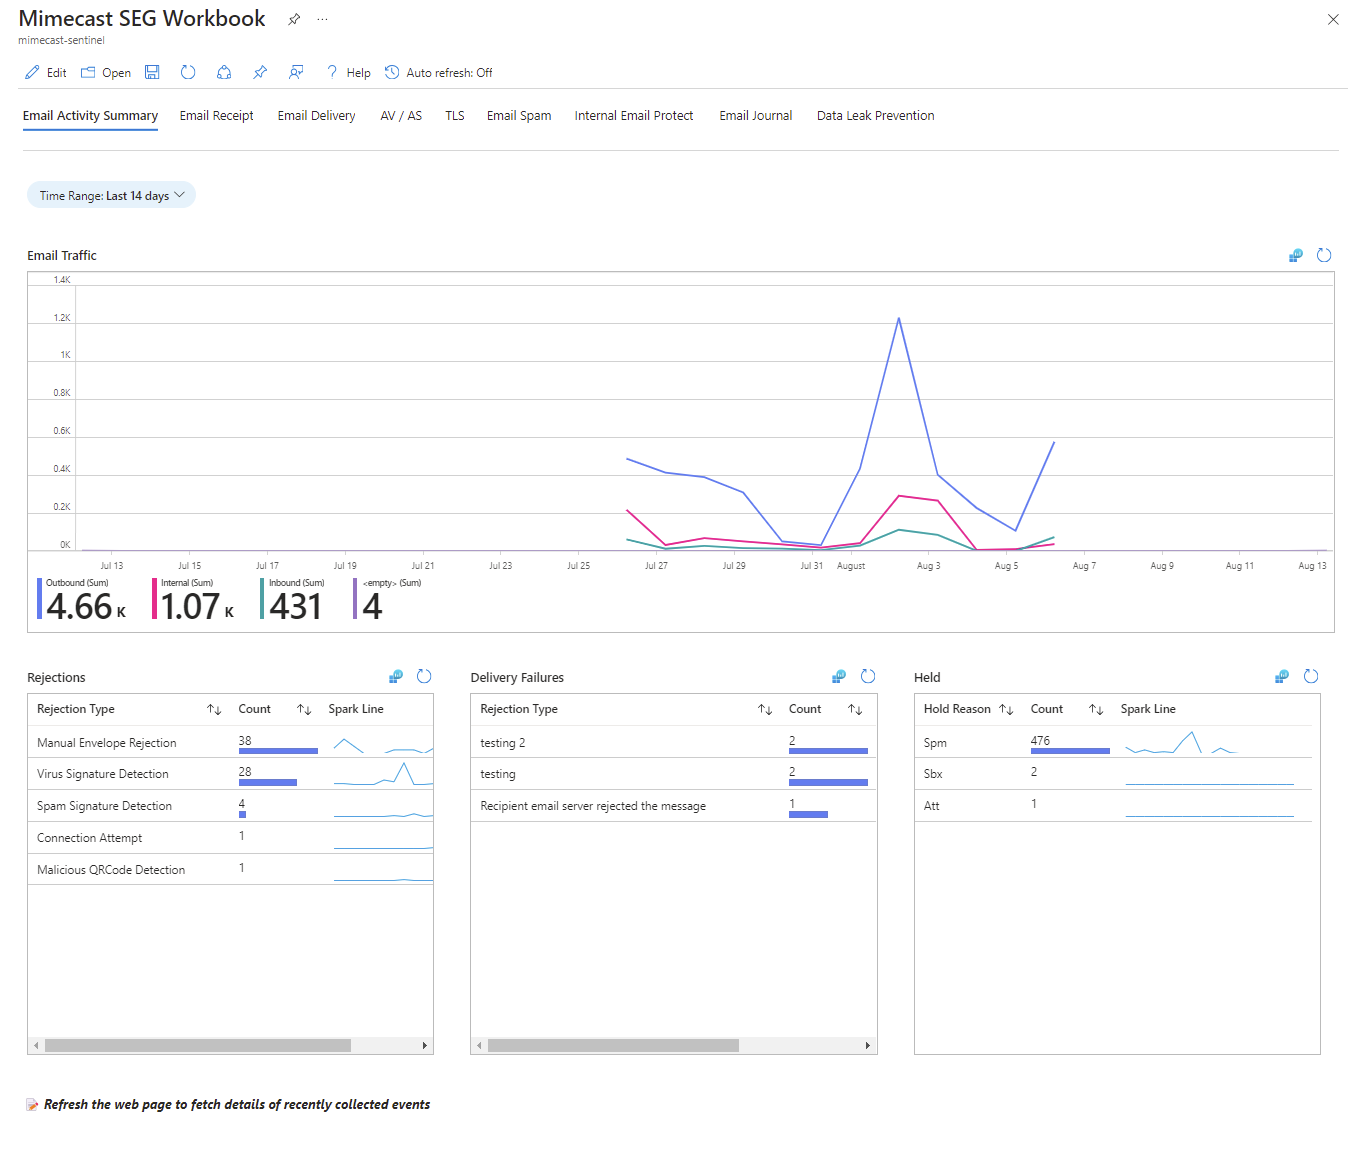 Mimecast SEG Workbook
mimecast-sentinel
Edit Open Help Auto refresh: Off
Email Activity Summary Email Receipt Email Delivery AV / AS TLS Email Spam Internal Email Protect Email Journal Data Leak Prevention
Time Range: Last 14 days
Email Traffic
1.4K
1.2K
1K
0.8K
0.6K
0.4K
0.2K
0K
Jul 13 Jul 15 Jul 17 Jul 19 Jul 21 Jul 23 Jul 25 Jul 27 Jul 29 Jul 31 August Aug 3 Aug 5 Aug 7 Aug 9 Aug 11 Aug 13
Outbound (Sum) Internal (Sum) Inbound (Sum) <empty> (Sum)
4.66 K 1.07 K 431 4
Rejections
Rejection Type Count Spark Line
Manual Envelope Rejection 38
Virus Signature Detection 28
Spam Signature Detection 4
Connection Attempt 1
Malicious QRCode Detection 1
Delivery Failures
Rejection Type Count
testing 2 2
testing 2
Recipient email server rejected the message 1
Held
Hold Reason Count Spark Line
Spm 476
Sbx 2
Att 1
Refresh the web page to fetch details of recently collected events